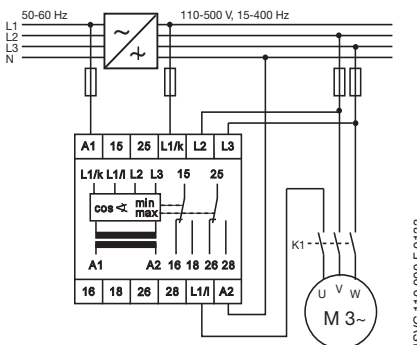 50-60 Hz 110-500 V, 15-400 Hz
L1
L2
L3
N
~
A1 15 25 L1/k L2 L3
L1/k L1/l L2 L3 15 25
cos min
max
K1
A1 A2 16 18 26 28
16 18 26 28 L1/l A2
U V W
M 3~